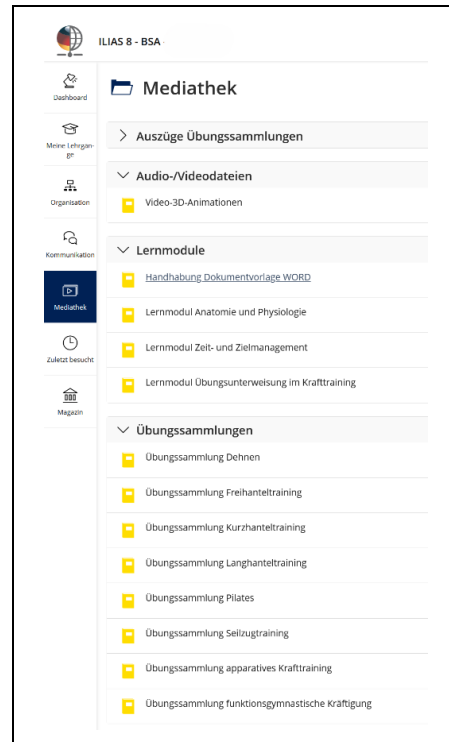 ILIAS 8 - BSA
Dashboard
Meine Lehrgän-
ge
Organisation
Kommunikation
Mediathek
Zuletzt besucht
Magazin
Mediathek
Auszüge Übungssammlungen
Audio-/Videodateien
Video-3D-Animationen
Lernmodule
Handhabung Dokumentvorlage WORD
Lernmodul Anatomie und Physiologie
Lernmodul Zeit- und Zielmanagement
Lernmodul Übungsunterweisung im Krafttraining
Übungssammlungen
Übungssammlung Dehnen
Übungssammlung Freihanteltraining
Übungssammlung Kurzhanteltraining
Übungssammlung Langhanteltraining
Übungssammlung Pilates
Übungssammlung Seilzugtraining
Übungssammlung apparatives Krafttraining
Übungssammlung funktionsgymnastische Kräftigung